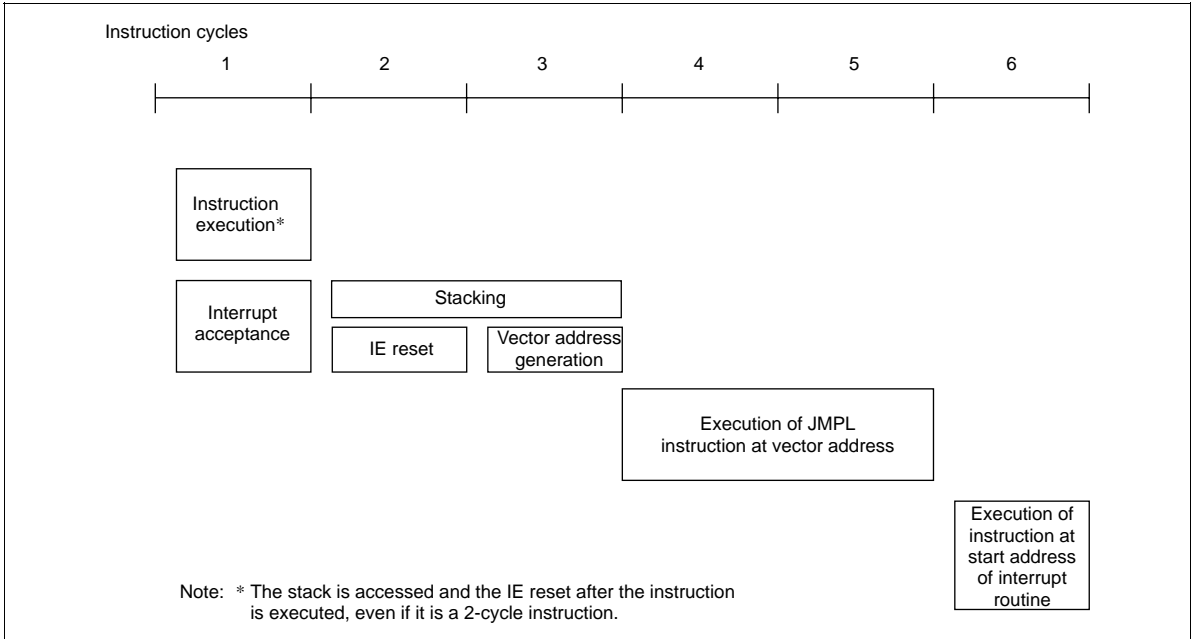 Instruction cycles
1 2 3 4 5 6
Instruction
execution*
Interrupt
acceptance
Stacking
IE reset
Vector address
generation
Execution of JMPL
instruction at vector address
Execution of
instruction at
start address
of interrupt
routine
Note: * The stack is accessed and the IE reset after the instruction
is executed, even if it is a 2-cycle instruction.